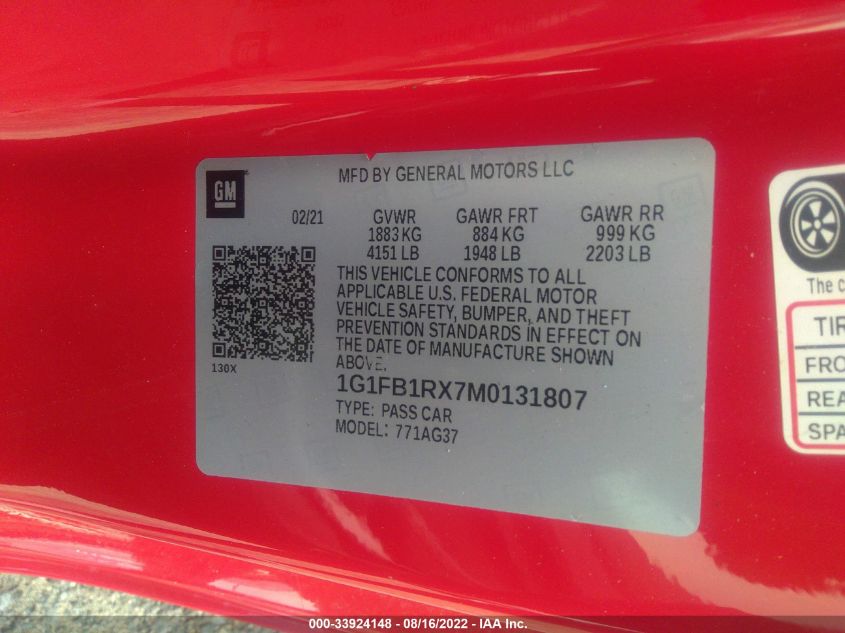 MFD BY GENERAL MOTORS LLC
GM
02/21 GVWR GAWR FRT GAWR RR
1883 KG 884 KG 999 KG
4151 LB 1948 LB 2203 LB
THIS VEHICLE CONFORMS TO ALL
APPLICABLE U.S. FEDERAL MOTOR
VEHICLE SAFETY, BUMPER, AND THEFT
PREVENTION STANDARDS IN EFFECT ON
THE DATE OF MANUFACTURE SHOWN
ABOVE.
130X
1G1FB1RX7M0131807
TYPE: PASS CAR
MODEL: 771AG37
The c
TIR
FRO
REA
SPA
000-33924148 - 08/16/2022 - IAA Inc.